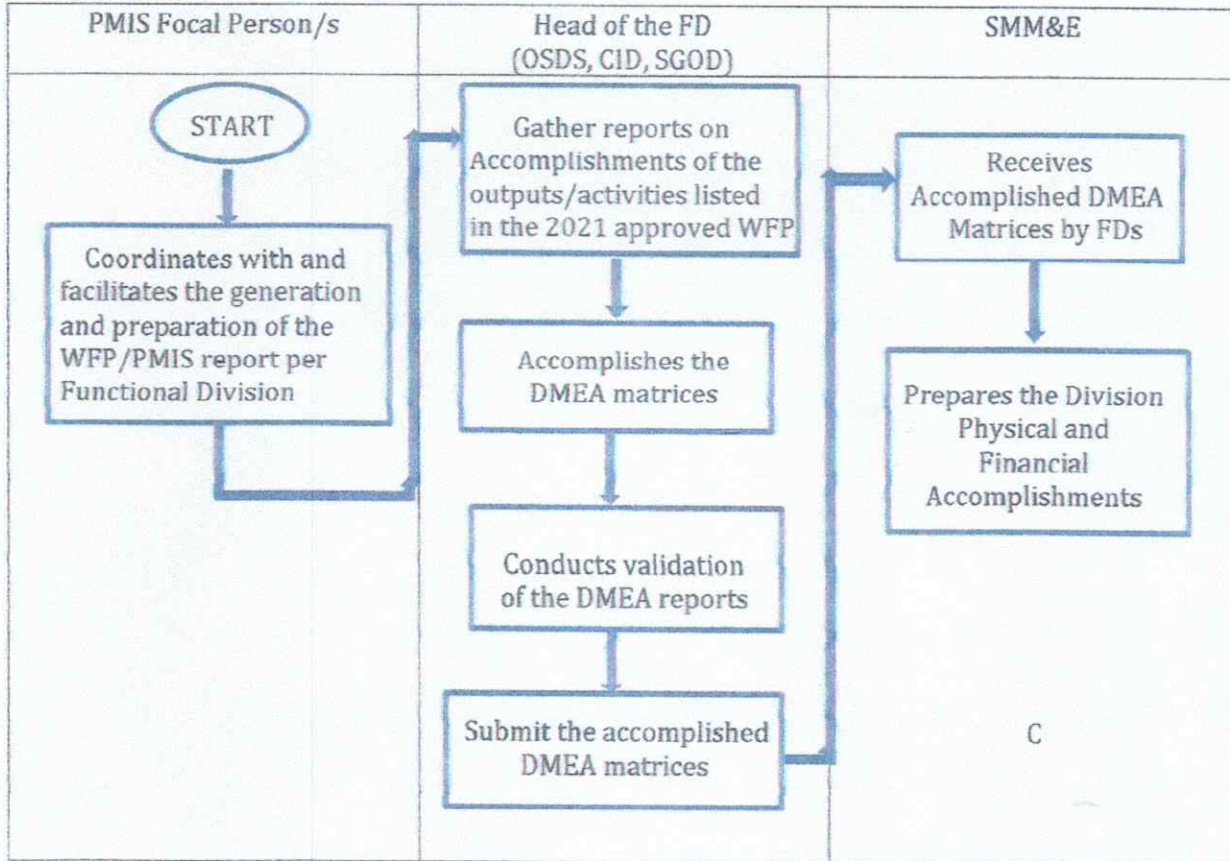 PMIS Focal Person/s
Head of the FD
(OSDS, CID, SGOD)
SMM&E
START
Coordinates with and
facilitates the generation
and preparation of the
WFP/PMIS report per
Functional Division
Gather reports on
Accomplishments of the
outputs/activities listed
in the 2021 approved WFP
Accomplishes the
DMEA matrices
Conducts validation
of the DMEA reports
Submit the accomplished
DMEA matrices
Receives
Accomplished DMEA
Matrices by FDs
Prepares the Division
Physical and
Financial
Accomplishments
C